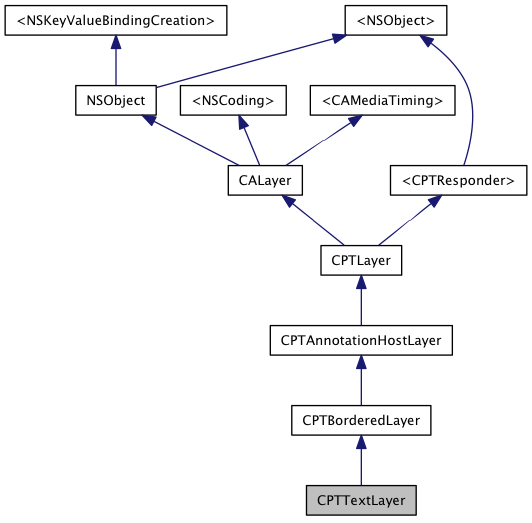 <NSKeyValueBindingCreation>
<NSObject>
NSObject
<NSCoding>
<CAMediaTiming>
CALayer
<CPTResponder>
CPTLayer
CPTAnnotationHostLayer
CPTBorderedLayer
CPTTextLayer